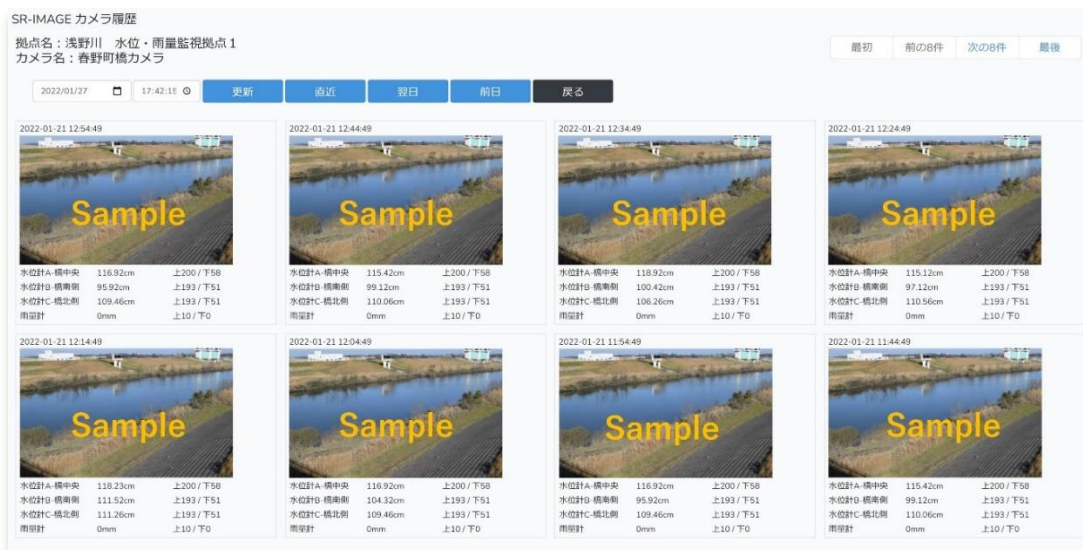 SR-IMAGE カメラ履歴
拠点名：浅野川　水位・雨量監視拠点１
カメラ名：春野町橋カメラ
最初 前の8件 次の8件 最後
2022/01/27 17:42:15 更新 直近 翌日 前日 戻る
2022-01-21 12:54:49 2022-01-21 12:44:49 2022-01-21 12:34:49 2022-01-21 12:24:49
Sample Sample Sample Sample
水位計A-橋中央 116.92cm 上200 / 下58 水位計A-橋中央 115.42cm 上200 / 下58 水位計A-橋中央 118.92cm 上200 / 下58 水位計A-橋中央 115.12cm 上200 / 下58
水位計B-橋南側 95.92cm 上193 / 下51 水位計B-橋南側 99.12cm 上193 / 下51 水位計B-橋南側 100.42cm 上193 / 下51 水位計B-橋南側 97.12cm 上193 / 下51
水位計C-橋北側 109.46cm 上193 / 下51 水位計C-橋北側 110.06cm 上193 / 下51 水位計C-橋北側 106.26cm 上193 / 下51 水位計C-橋北側 110.56cm 上193 / 下51
雨量計 0mm 上10 / 下0 雨量計 0mm 上10 / 下0 雨量計 0mm 上10 / 下0 雨量計 0mm 上10 / 下0
2022-01-21 12:14:49 2022-01-21 12:04:49 2022-01-21 11:54:49 2022-01-21 11:44:49
Sample Sample Sample Sample
水位計A-橋中央 118.23cm 上200 / 下58 水位計A-橋中央 116.92cm 上200 / 下58 水位計A-橋中央 116.92cm 上200 / 下58 水位計A-橋中央 115.42cm 上200 / 下58
水位計B-橋南側 111.52cm 上193 / 下51 水位計B-橋南側 104.32cm 上193 / 下51 水位計B-橋南側 95.92cm 上193 / 下51 水位計B-橋南側 99.12cm 上193 / 下51
水位計C-橋北側 111.26cm 上193 / 下51 水位計C-橋北側 109.46cm 上193 / 下51 水位計C-橋北側 109.46cm 上193 / 下51 水位計C-橋北側 110.06cm 上193 / 下51
雨量計 0mm 上10 / 下0 雨量計 0mm 上10 / 下0 雨量計 0mm 上10 / 下0 雨量計 0mm 上10 / 下0